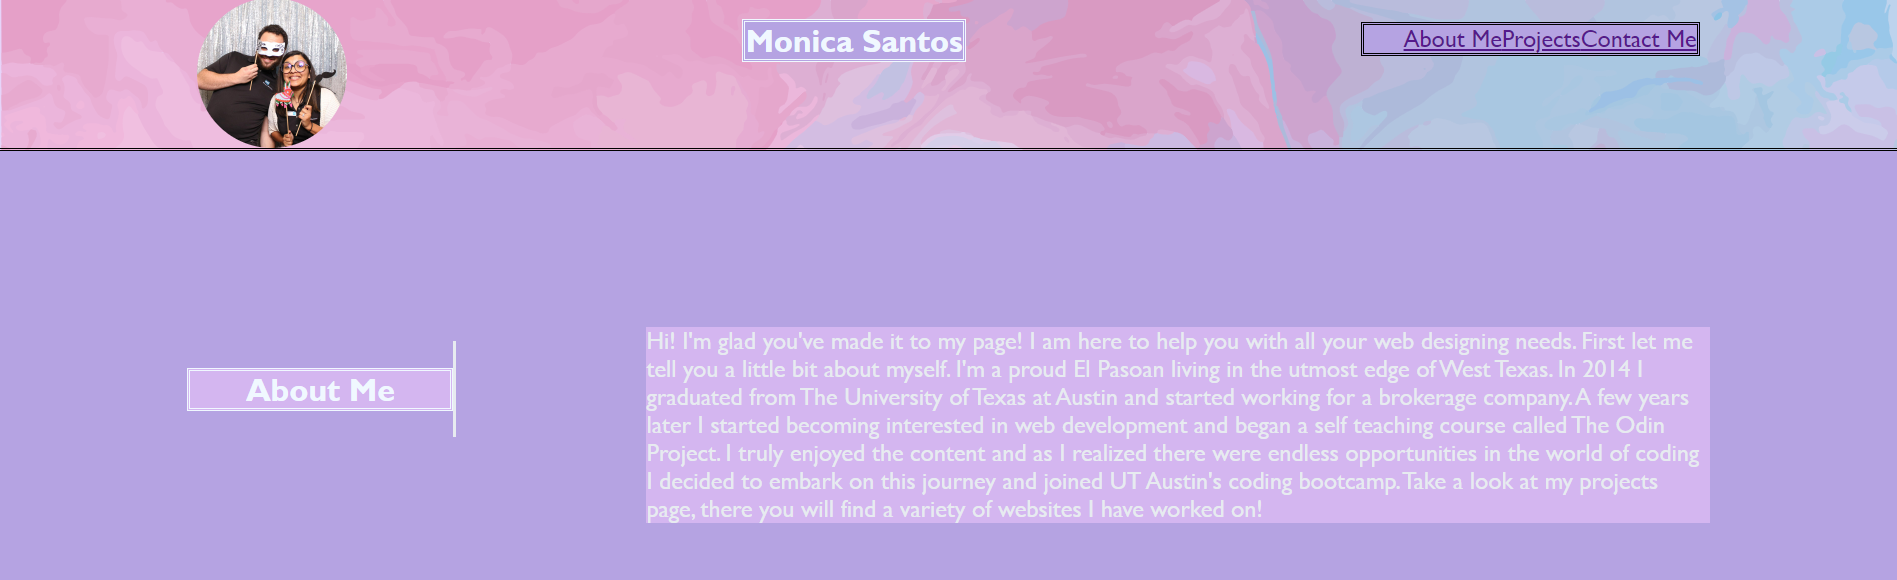 Monica Santos
About MeProjectsContact Me
About Me
Hi! I'm glad you've made it to my page! I am here to help you with all your web designing needs. First let me
tell you a little bit about myself. I'm a proud El Pasoan living in the utmost edge of West Texas. In 2014 I
graduated from The University of Texas at Austin and started working for a brokerage company. A few years
later I started becoming interested in web development and began a self teaching course called The Odin
Project. I truly enjoyed the content and as I realized there were endless opportunities in the world of coding
I decided to embark on this journey and joined UT Austin's coding bootcamp. Take a look at my projects
page, there you will find a variety of websites I have worked on!